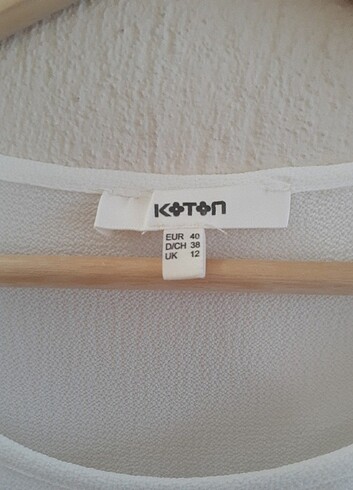 KOTON
EUR 40
D/CH 38
UK 12